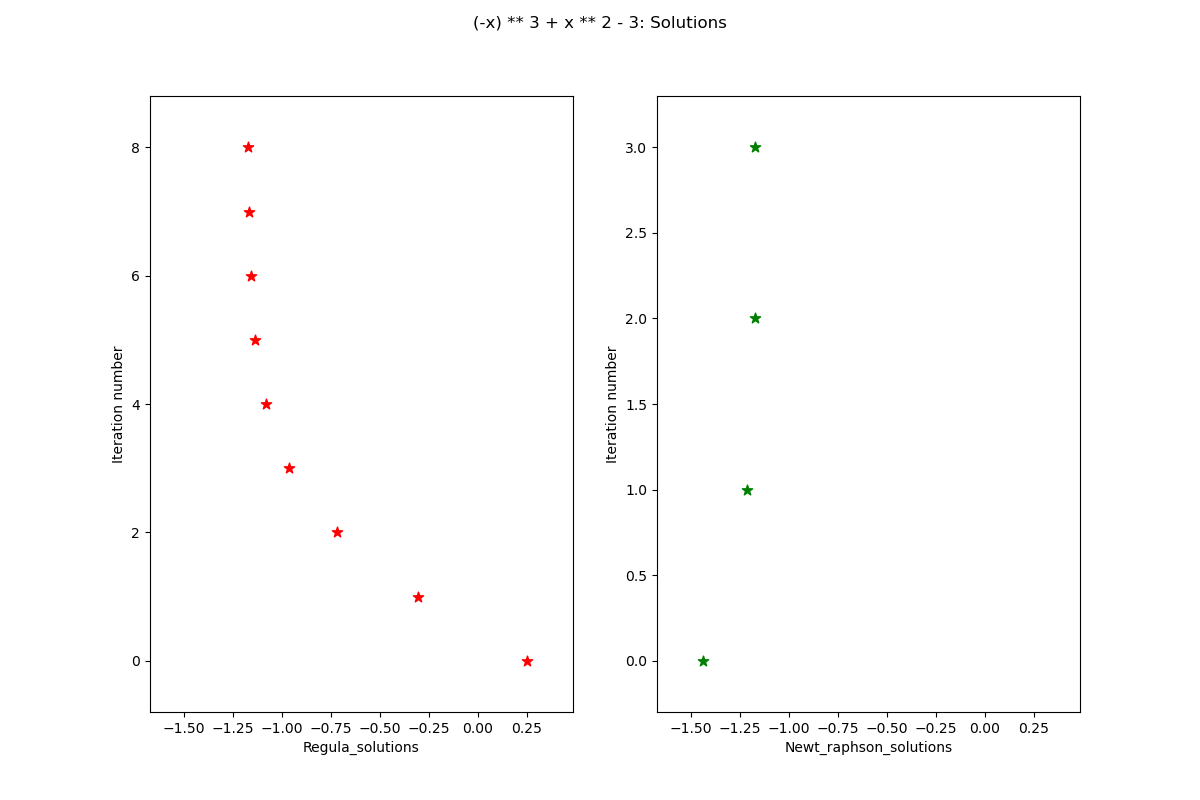 (-x) ** 3 + x ** 2 - 3: Solutions
8
6
4
2
0
Iteration number
−1.50 −1.25 −1.00 −0.75 −0.50 −0.25 0.00 0.25
Regula_solutions
3.0
2.5
2.0
1.5
1.0
0.5
0.0
Iteration number
−1.50 −1.25 −1.00 −0.75 −0.50 −0.25 0.00 0.25
Newt_raphson_solutions